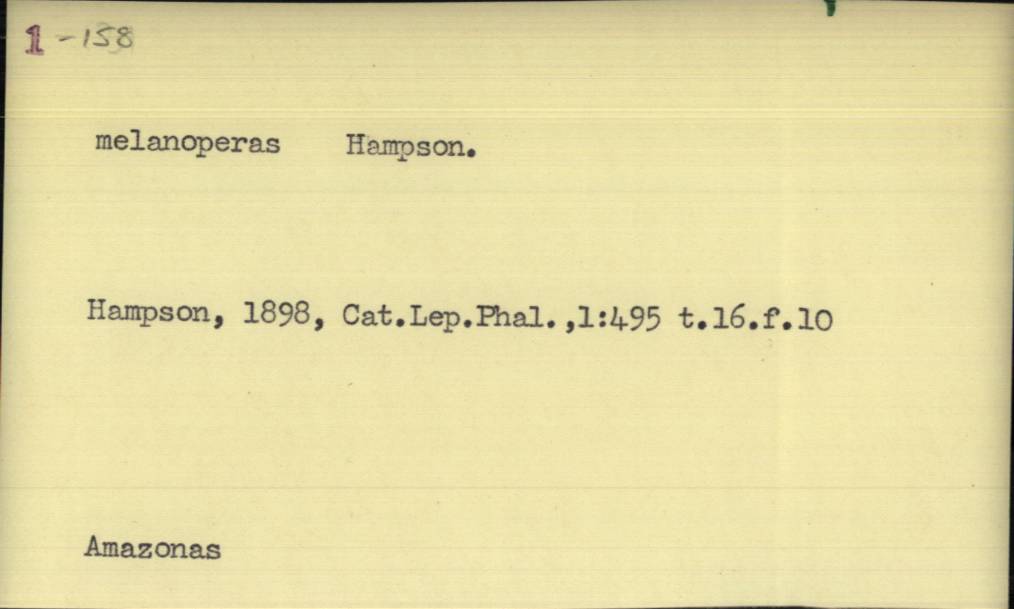 1 -158
melanoperas Hampson.
Hampson, 1898, Cat.Lep.Phal.,1:495 t.16.f.10
Amazonas